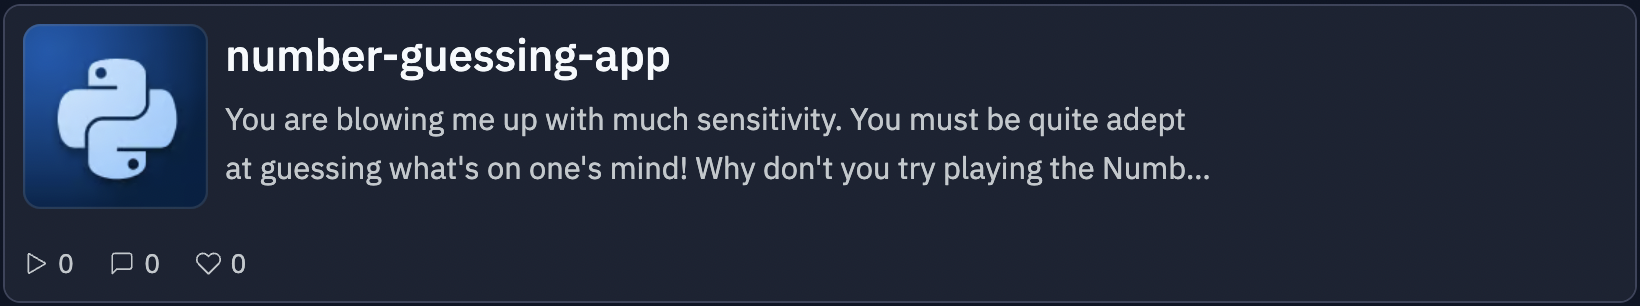 number-guessing-app
You are blowing me up with much sensitivity. You must be quite adept
at guessing what's on one's mind! Why don't you try playing the Numb...
0 0 0